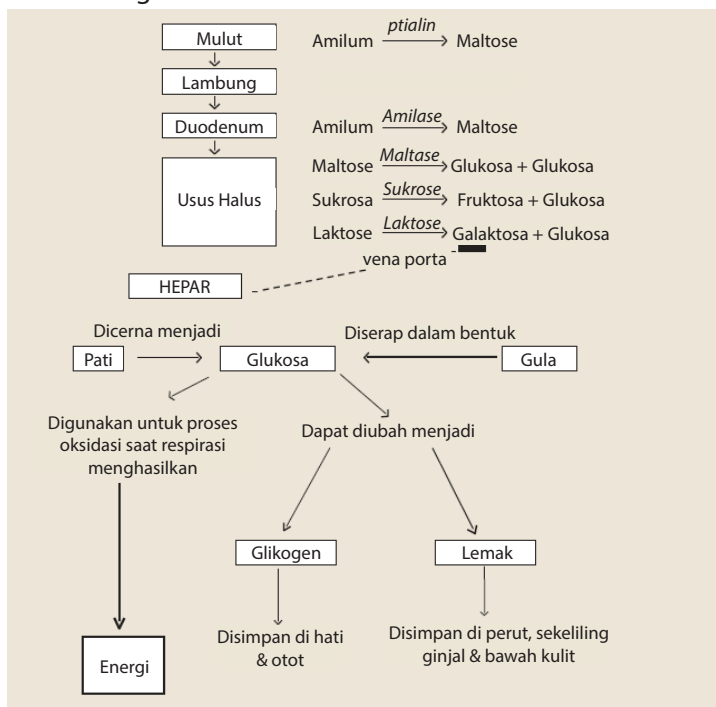 Mulut
Amilum ptialin Maltose
Lambung
Duodenum
Amilum Amilase Maltose
Usus Halus
Maltose Maltase Glukosa + Glukosa
Sukrosa Sukrose Fruktosa + Glukosa
Laktose Laktose Galaktosa + Glukosa
vena porta
HEPAR
Dicerna menjadi
Diserap dalam bentuk
Pati
Glukosa
Gula
Digunakan untuk proses
oksidasi saat respirasi
menghasilkan
Dapat diubah menjadi
Glikogen
Lemak
Disimpan di hati
& otot
Disimpan di perut, sekeliling
ginjal & bawah kulit
Energi